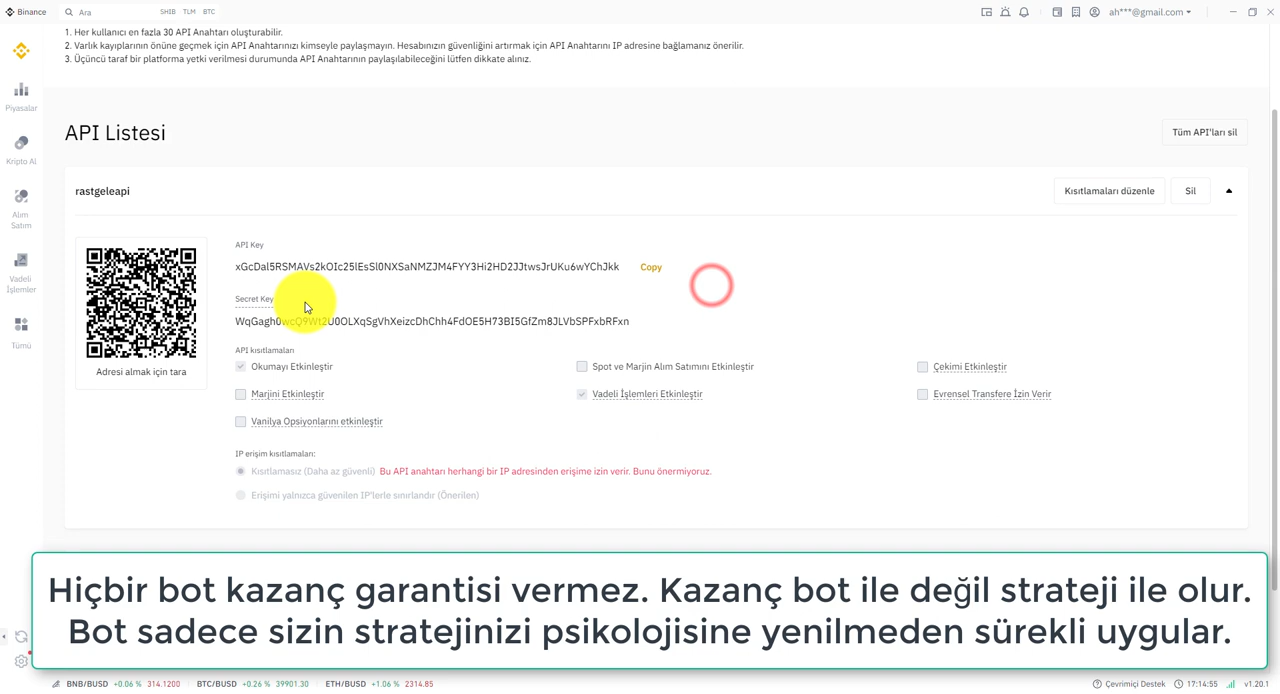 Binance
Ara
SHIB TLM BTC
ah***@gmail.com
1. Her kullanıcı en fazla 30 API Anahtarı oluşturabilir.
2. Varlık kayıplarının önüne geçmek için API Anahtarınızı kimseyle paylaşmayın. Hesabınızın güvenliğini artırmak için API Anahtarını IP adresine bağlamanız önerilir.
3. Üçüncü taraf bir platforma yetki verilmesi durumunda API Anahtarının paylaşılabileceğini lütfen dikkate alınız.
Piyasalar
Kripto Al
Alım
Satım
Vadeli
İşlemler
Tümü
API Listesi
Tüm API'ları sil
rastgeleapi
Kısıtlamaları düzenle
Sil
API Key
xGcDal5RSMAVs2kOIc25lEsSl0NXSaNMZJM4FYY3Hi2HD2JJtwsJrUKu6wYChJkk
Copy
Secret Key
WqGagh0wcQ9Wt2U0OLXqSgVhXeizcDhChh4FdOE5H73BI5GfZm8JLVbSPFxbRFxn
Adresi almak için tara
API kısıtlamaları
Okumayı Etkinleştir
Spot ve Marjin Alım Satımını Etkinleştir
Çekimi Etkinleştir
Marjini Etkinleştir
Vadeli İşlemleri Etkinleştir
Evrensel Transfere İzin Verir
Vanilya Opsiyonlarını etkinleştir
IP erişim kısıtlamaları:
Kısıtlamasız (Daha az güvenli) Bu API anahtarı herhangi bir IP adresinden erişime izin verir. Bunu önermiyoruz.
Erişimi yalnızca güvenilen IP'lerle sınırlandır (Önerilen)
Hiçbir bot kazanç garantisi vermez. Kazanç bot ile değil strateji ile olur.
Bot sadece sizin stratejinizi psikolojisine yenilmeden sürekli uygular.
BNB/BUSD +0.06 % 314.1200 BTC/BUSD +0.26 % 39901.30 ETH/BUSD +1.06 % 2314.85
Çevrimiçi Destek 17:14:55 v1.20.1